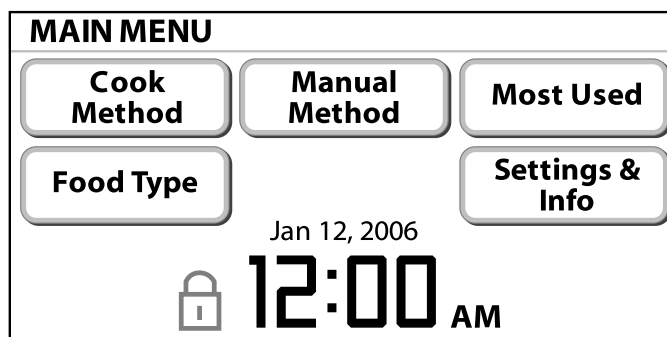 MAIN MENU
Cook
Method
Manual
Method
Most Used
Food Type
Settings &
Info
Jan 12, 2006
12:00 AM